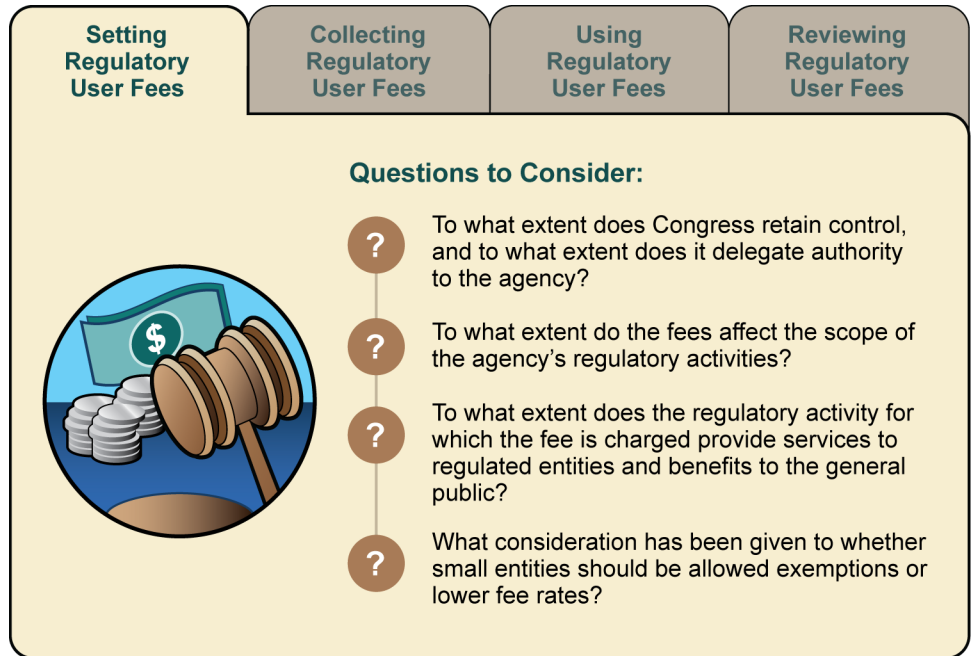 Setting
Regulatory
User Fees
Collecting
Regulatory
User Fees
Using
Regulatory
User Fees
Reviewing
Regulatory
User Fees
Questions to Consider:
?
To what extent does Congress retain control,
and to what extent does it delegate authority
to the agency?
?
To what extent do the fees affect the scope of
the agency’s regulatory activities?
?
To what extent does the regulatory activity for
which the fee is charged provide services to
regulated entities and benefits to the general
public?
?
What consideration has been given to whether
small entities should be allowed exemptions or
lower fee rates?
$